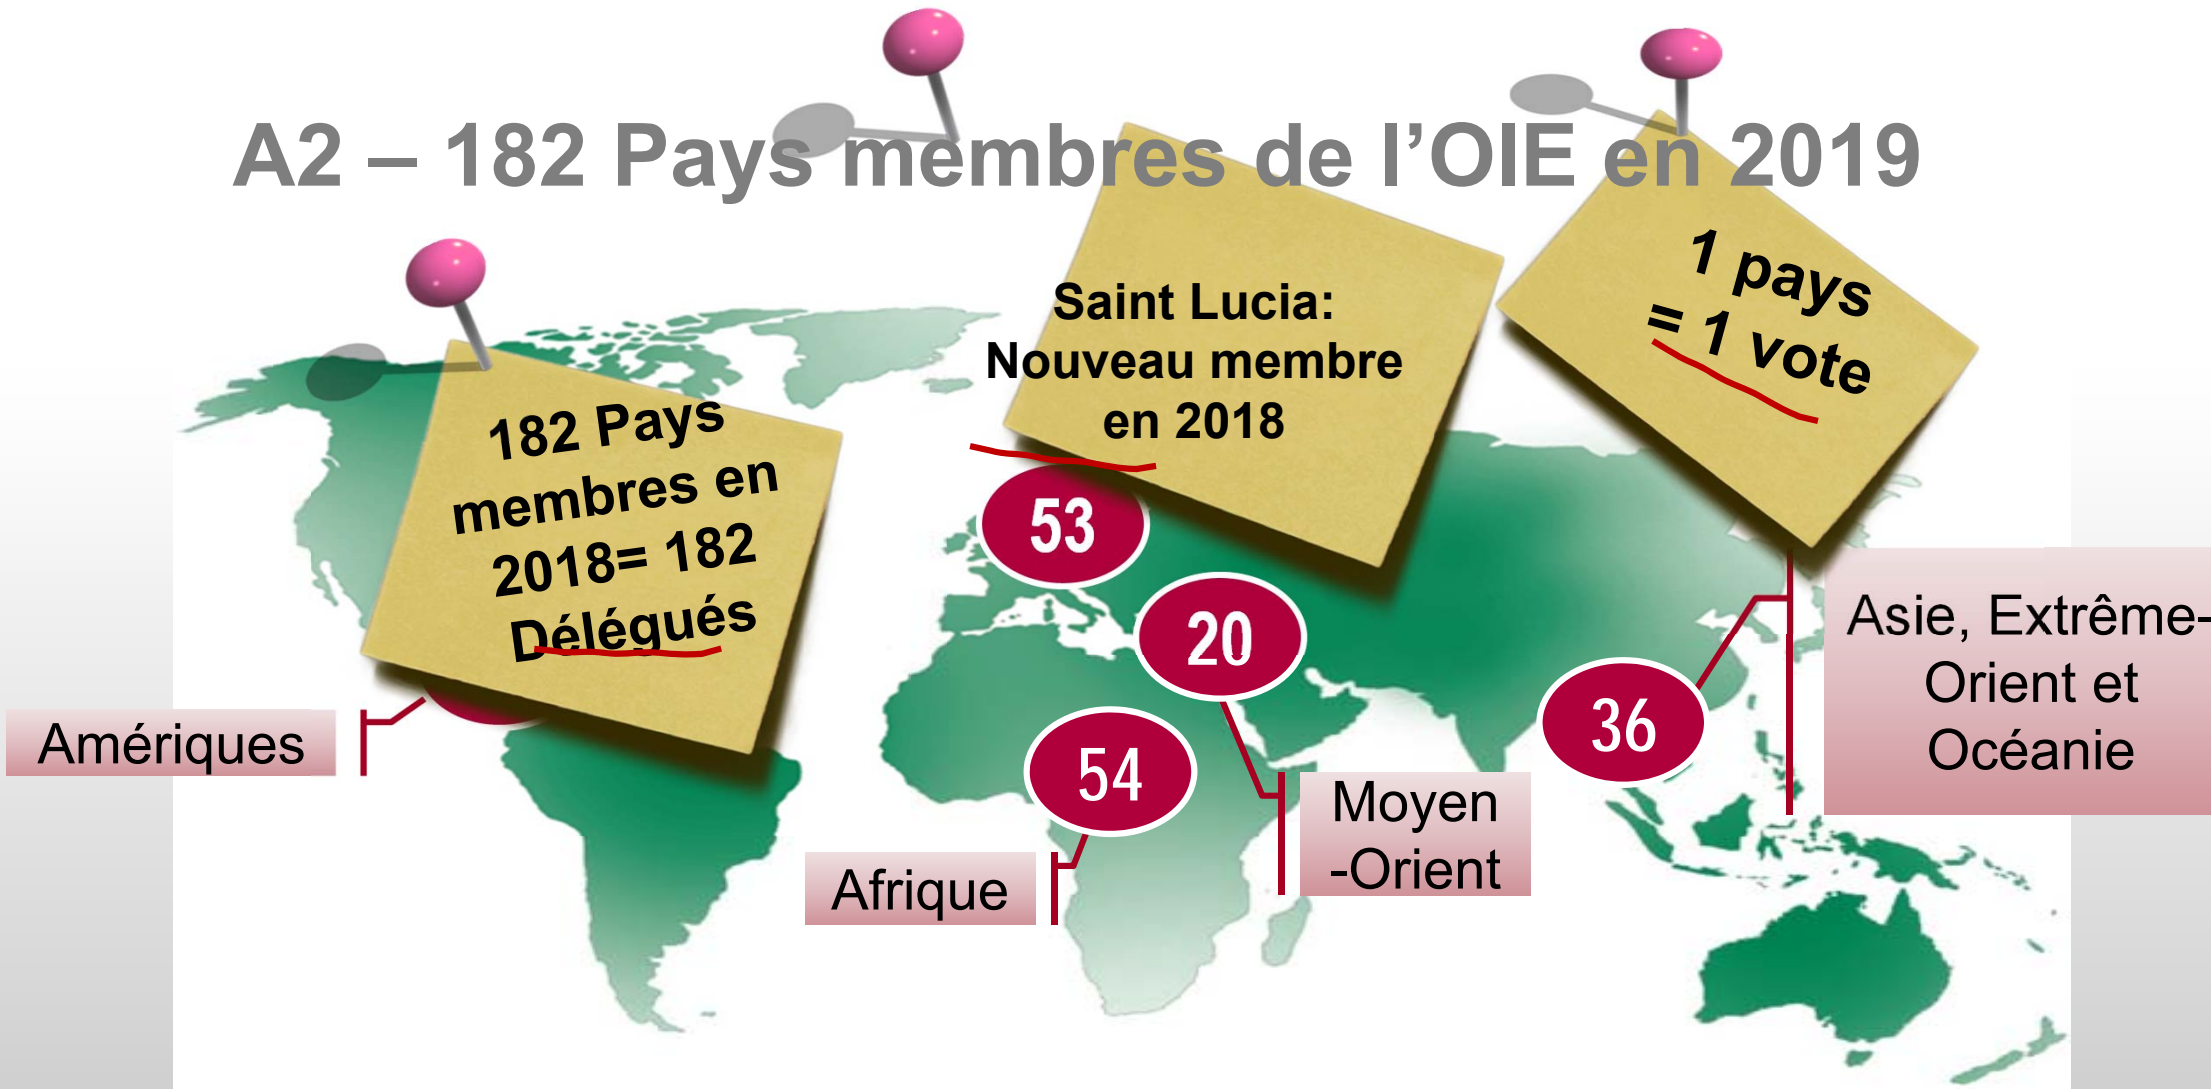 A2 – 182 Pays membres de l’OIE en 2019
1 pays
= 1 vote
Saint Lucia:
Nouveau membre
en 2018
182 Pays
membres en
2018= 182
Délégués
53
20
36
54
Asie, Extrême-
Orient et
Océanie
Amériques
Moyen
-Orient
Afrique